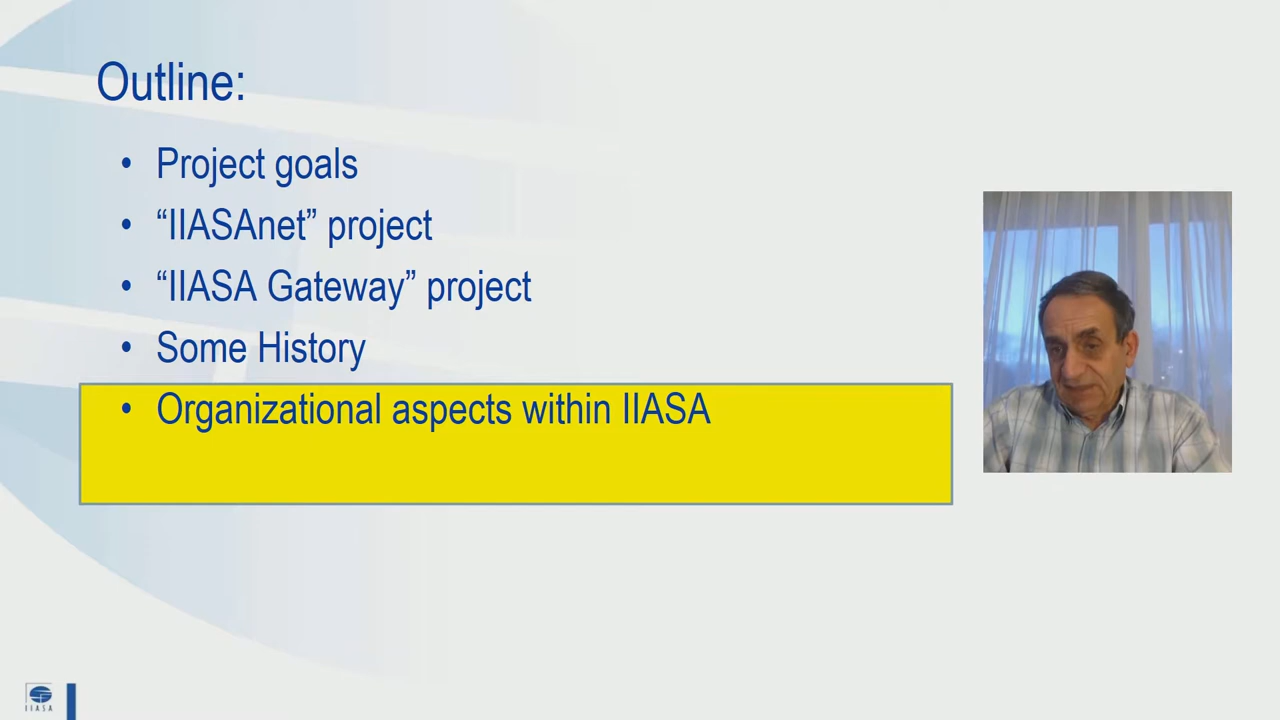 Outline:
• Project goals
• “IIASAnet” project
• “IIASA Gateway” project
• Some History
• Organizational aspects within IIASA
IIASA